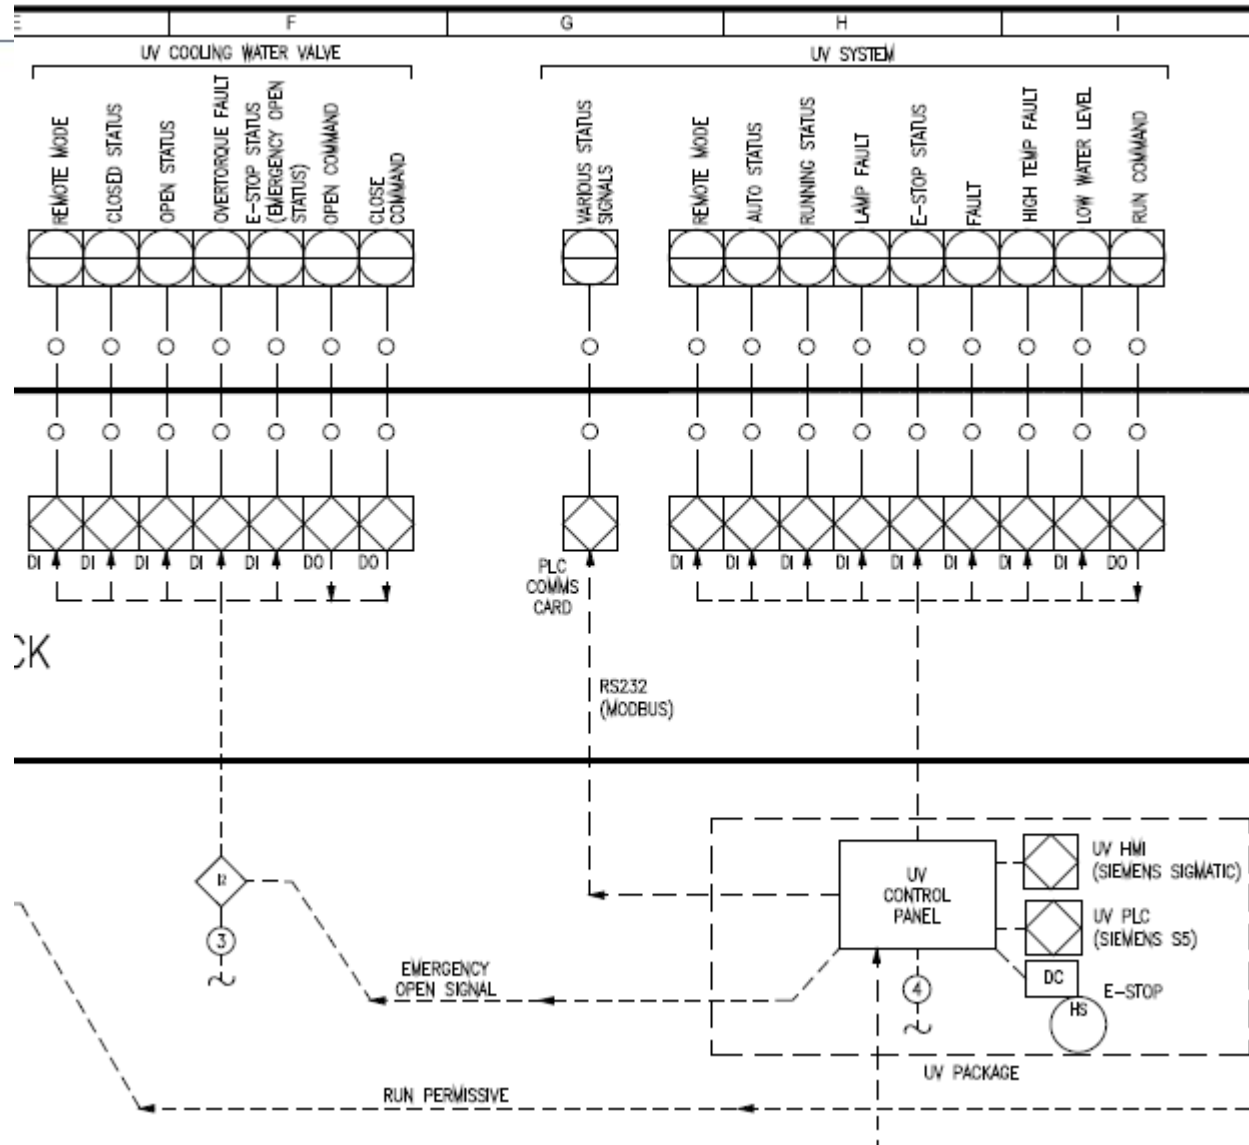 E
F
G
H
I
UV COOLING WATER VALVE
UV SYSTEM
REMOTE MODE
CLOSED STATUS
OPEN STATUS
OVERTORQUE FAULT
E-STOP STATUS
(EMERGENCY OPEN
STATUS)
OPEN COMMAND
CLOSE
COMMAND
VARIOUS STATUS
SIGNALS
REMOTE MODE
AUTO STATUS
RUNNING STATUS
LAMP FAULT
E-STOP STATUS
FAULT
HIGH TEMP FAULT
LOW WATER LEVEL
RUN COMMAND
DI
DI
DI
DI
DI
DO
DO
PLC
COMMS
CARD
DI
DI
DI
DI
DI
DI
DI
DI
DO
CK
RS232
(MODBUS)
UV
CONTROL
PANEL
UV HMI
(SIEMENS SIGMATIC)
UV PLC
(SIEMENS S5)
DC
E-STOP
HS
3
4
EMERGENCY
OPEN SIGNAL
UV PACKAGE
RUN PERMISSIVE